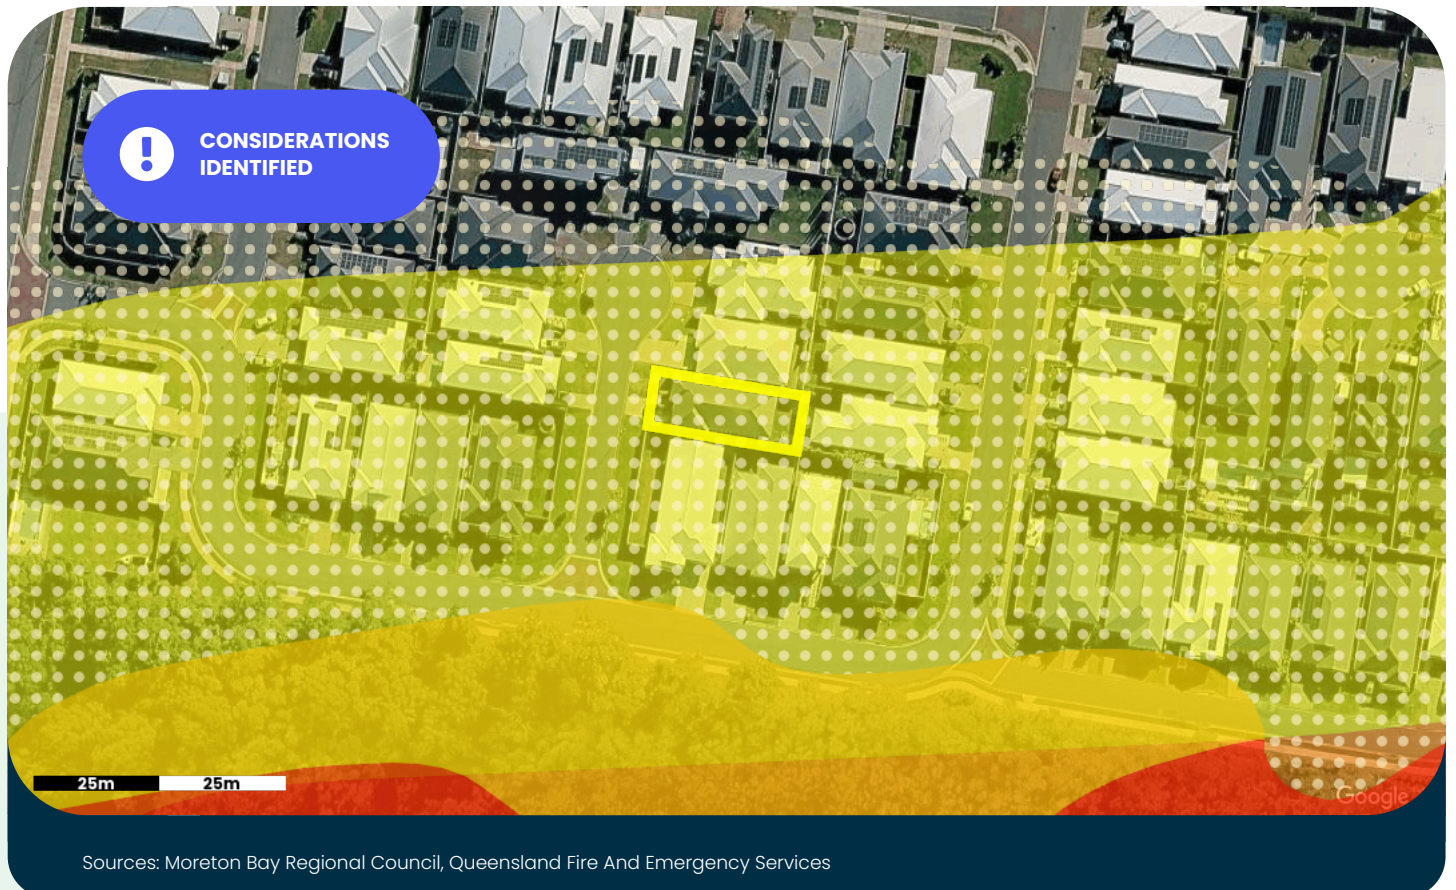 CONSIDERATIONS
IDENTIFIED
25m 25m
Google
Sources: Moreton Bay Regional Council, Queensland Fire And Emergency Services